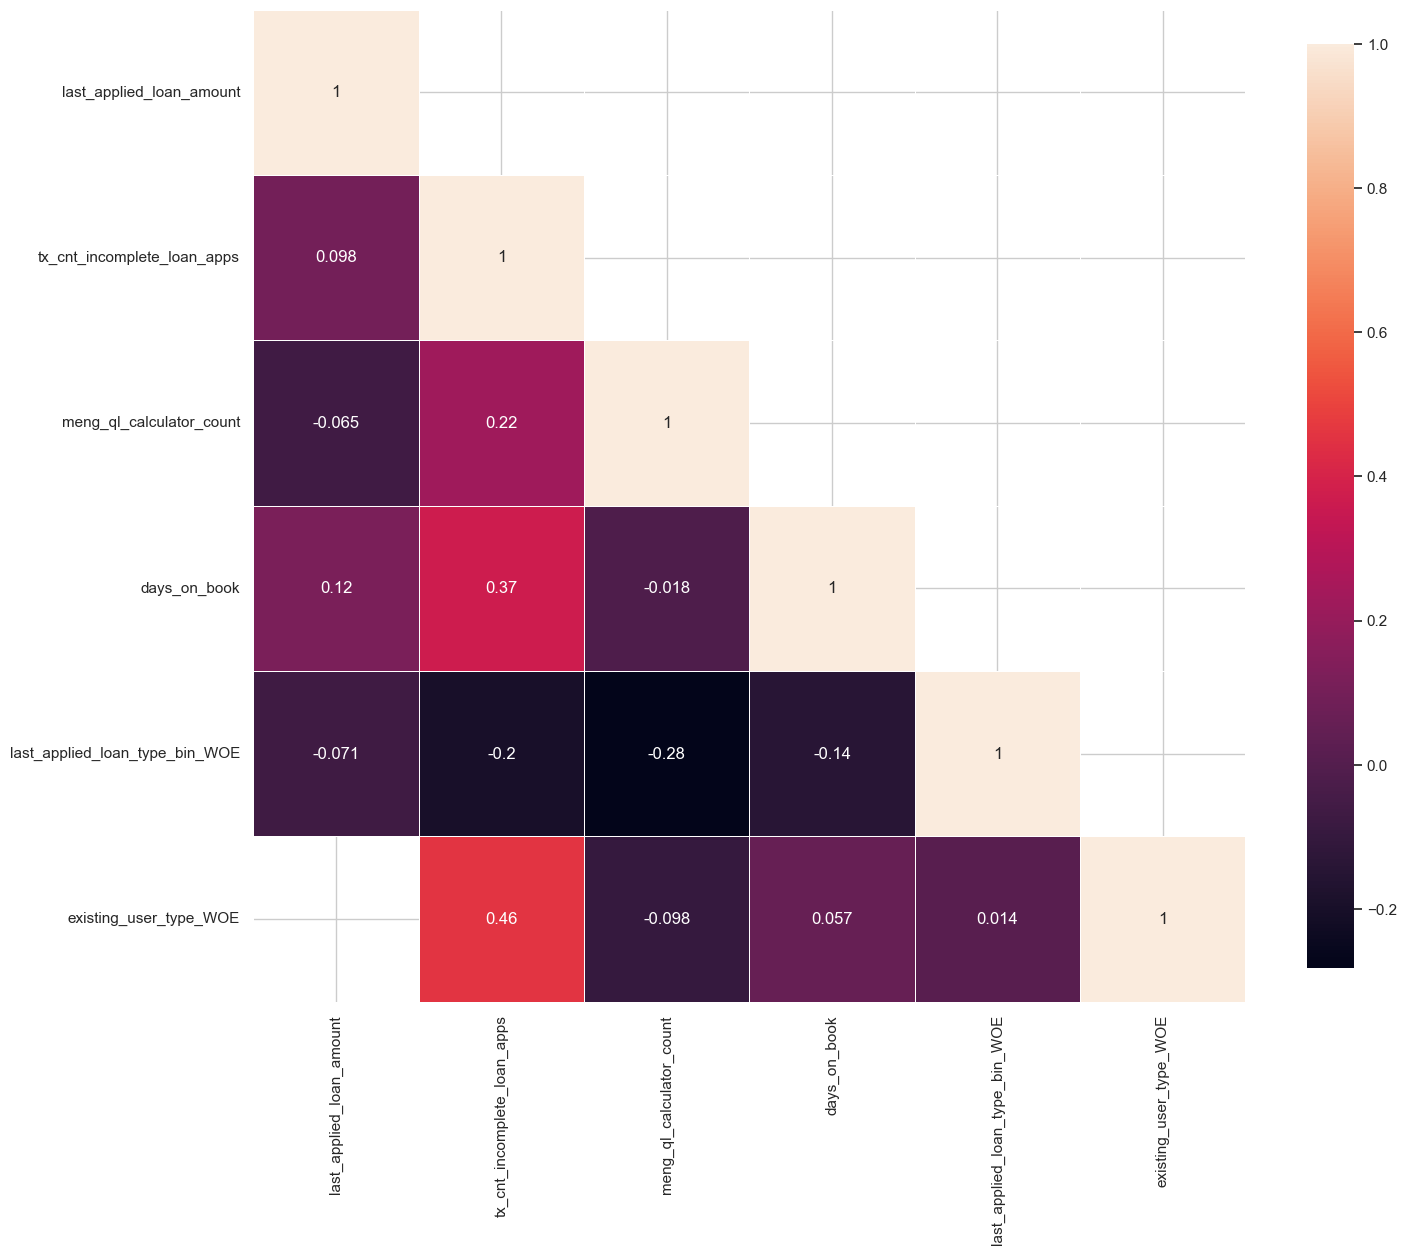 last_applied_loan_amount 1
tx_cnt_incomplete_loan_apps 0.098 1
meng_ql_calculator_count -0.065 0.22 1
days_on_book 0.12 0.37 -0.018 1
last_applied_loan_type_bin_WOE -0.071 -0.2 -0.28 -0.14 1
existing_user_type_WOE 0.46 -0.098 0.057 0.014 1
last_applied_loan_amount
tx_cnt_incomplete_loan_apps
meng_ql_calculator_count
days_on_book
last_applied_loan_type_bin_WOE
existing_user_type_WOE
1.0
0.8
0.6
0.4
0.2
0.0
−0.2